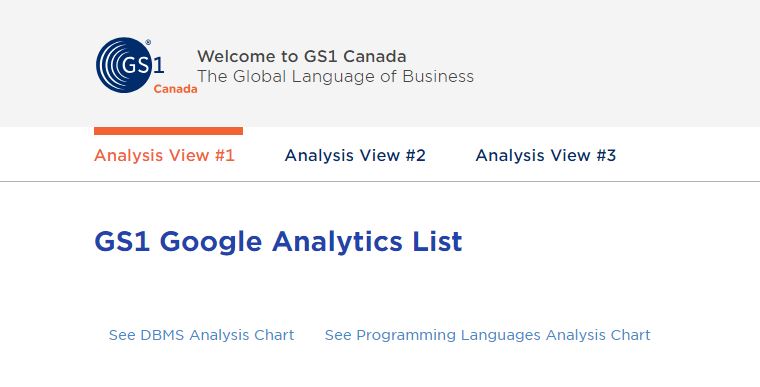 GS1
®
Canada
Welcome to GS1 Canada
The Global Language of Business
Analysis View #1 Analysis View #2 Analysis View #3
GS1 Google Analytics List
See DBMS Analysis Chart See Programming Languages Analysis Chart